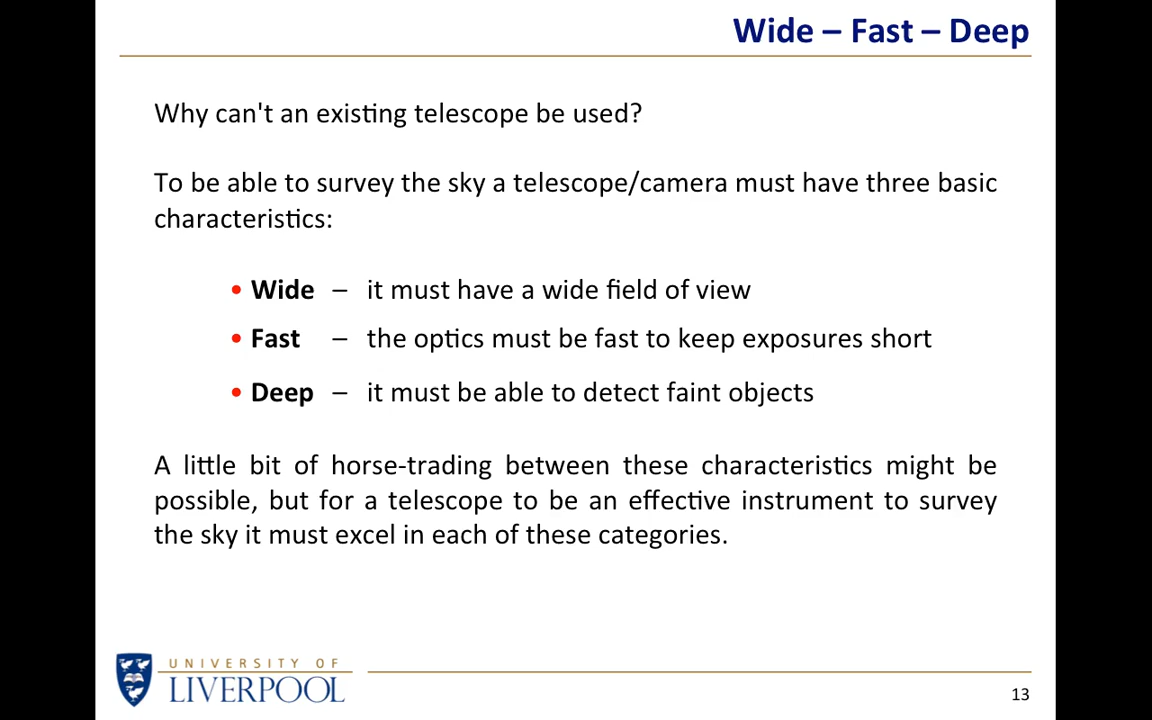 Wide – Fast – Deep
Why can't an existing telescope be used?
To be able to survey the sky a telescope/camera must have three basic
characteristics:
• Wide – it must have a wide field of view
• Fast – the optics must be fast to keep exposures short
• Deep – it must be able to detect faint objects
A little bit of horse-trading between these characteristics might be
possible, but for a telescope to be an effective instrument to survey
the sky it must excel in each of these categories.
UNIVERSITY OF
LIVERPOOL
13